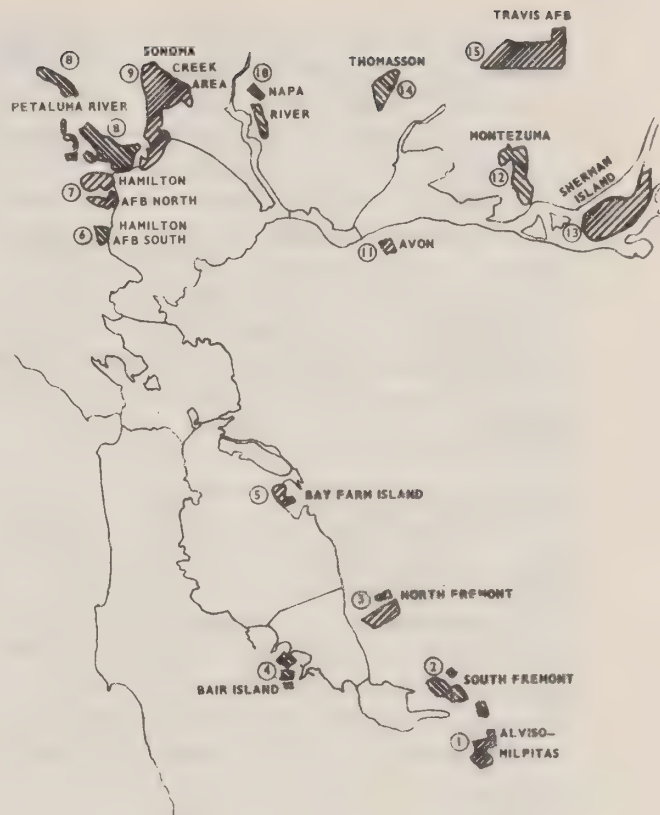 TRAVIS AFB
15
8
SONOMA
CREEK
AREA
9
10
NAPA
RIVER
THOMASSON
14
PETALUMA RIVER
8
MONTEZUMA
12
SHERMAN
ISLAND
13
7
HAMILTON
AFB NORTH
6
HAMILTON
AFB SOUTH
11
AVON
5
BAY FARM ISLAND
3
NORTH FREMONT
4
BAIR ISLAND
2
SOUTH FREMONT
1
ALVISO-
MILPITAS